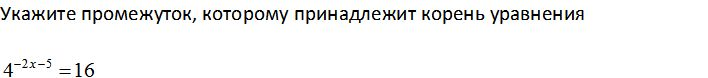 Укажите промежуток, которому принадлежит корень уравнения
4^{-2x-5} = 16